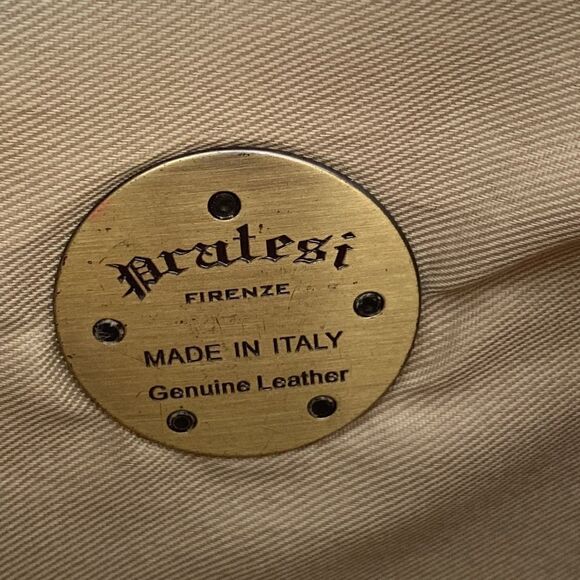 Pratesi
FIRENZE
MADE IN ITALY
Genuine Leather